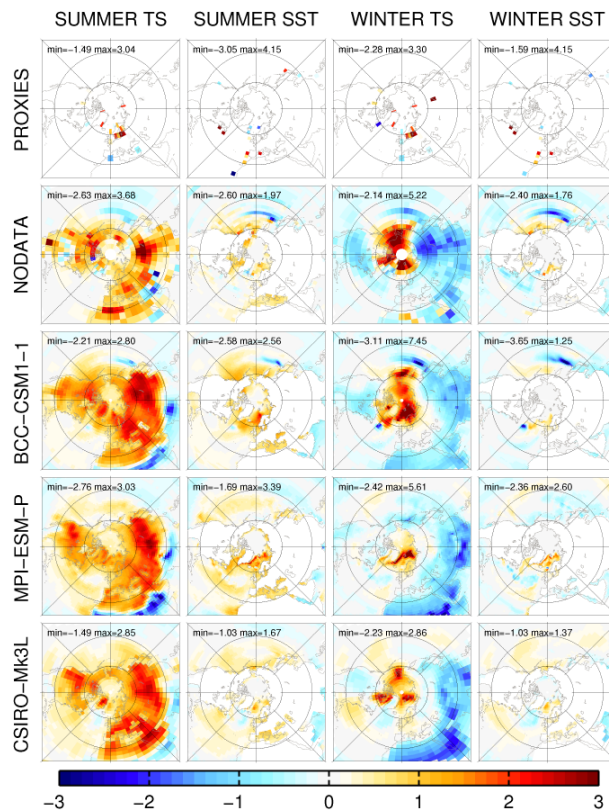 SUMMER TS SUMMER SST WINTER TS WINTER SST
PROXIES
min=−1.49 max=3.04 min=−3.05 max=4.15 min=−2.28 max=3.30 min=−1.59 max=4.15
NODATA
min=−2.63 max=3.68 min=−2.60 max=1.97 min=−2.14 max=5.22 min=−2.40 max=1.76
BCC−CSM1−1
min=−2.21 max=2.80 min=−2.58 max=2.56 min=−3.11 max=7.45 min=−3.65 max=1.25
MPI−ESM−P
min=−2.76 max=3.03 min=−1.69 max=3.39 min=−2.42 max=5.61 min=−2.36 max=2.60
CSIRO−Mk3L
min=−1.49 max=2.85 min=−1.03 max=1.67 min=−2.23 max=2.86 min=−1.03 max=1.37
−3 −2 −1 0 1 2 3